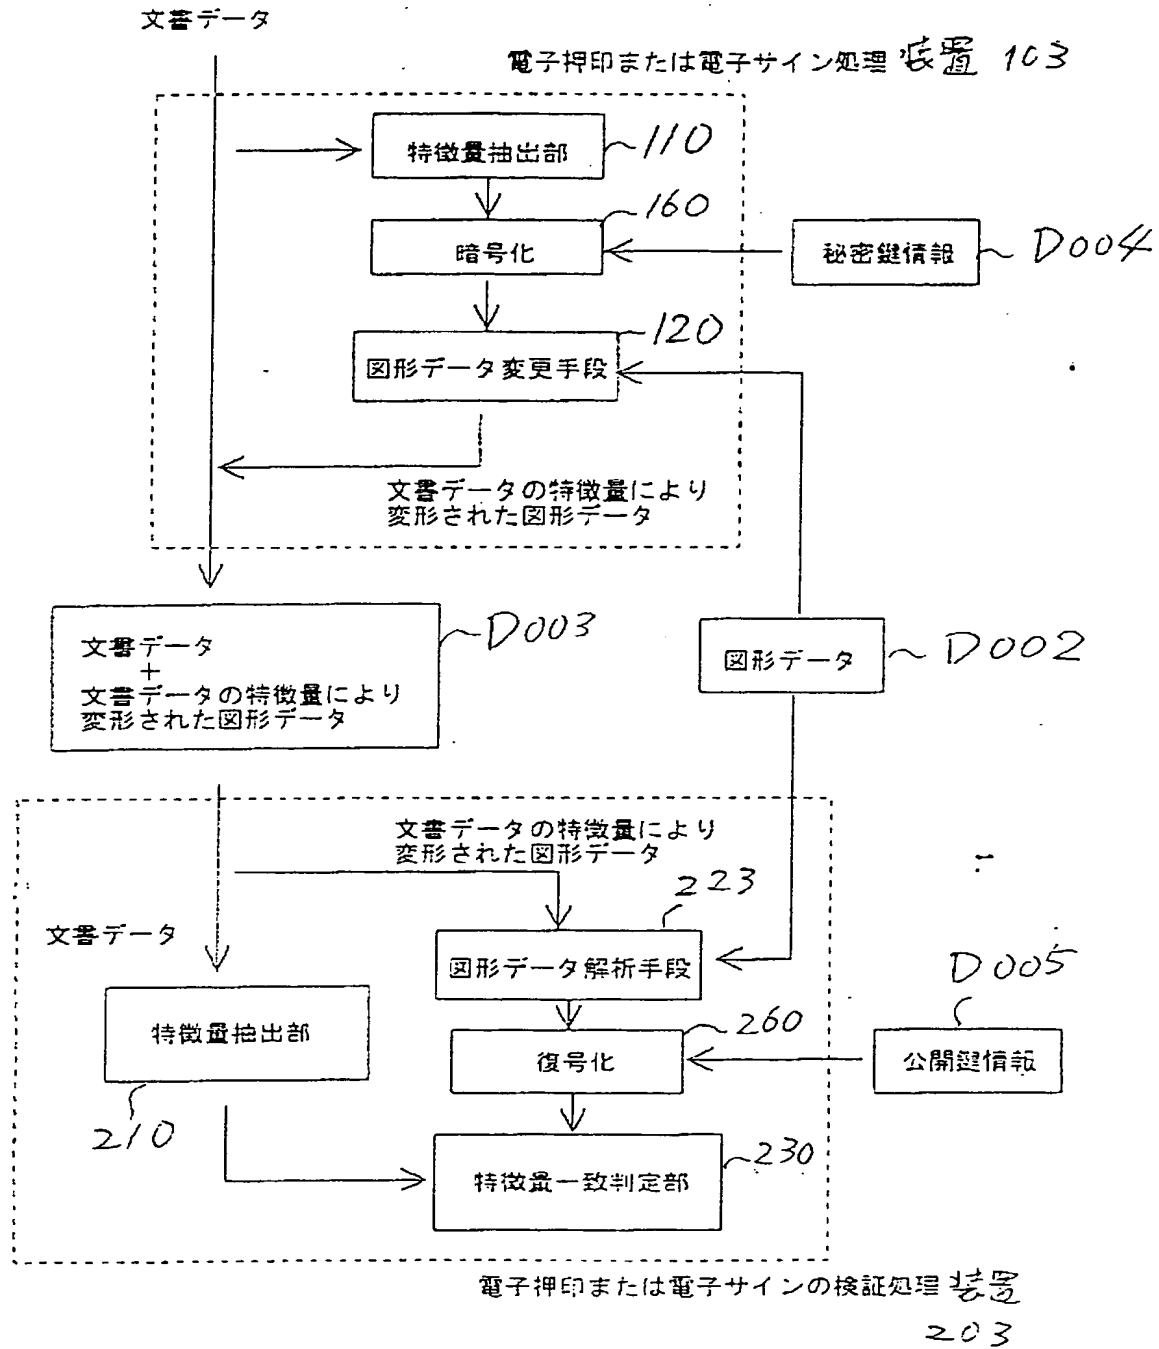 文書データ
電子押印または電子サイン処理装置 103
特徴量抽出部
110
暗号化
160
秘密鍵情報
D004
図形データ変更手段
120
文書データの特徴量により
変形された図形データ
文書データ
+
文書データの特徴量により
変形された図形データ
D003
図形データ
D002
文書データの特徴量により
変形された図形データ
223
文書データ
図形データ解析手段
D005
特徴量抽出部
210
復号化
260
公開鍵情報
特徴量一致判定部
230
電子押印または電子サインの検証処理装置
203